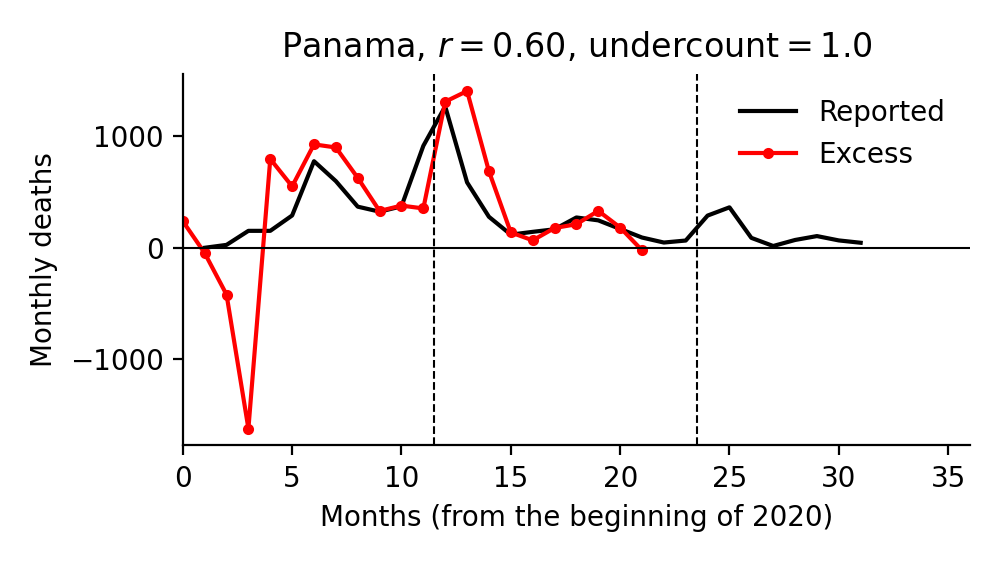 Panama, r = 0.60, undercount = 1.0
Reported
Excess
Monthly deaths
1000
0
−1000
0 5 10 15 20 25 30 35
Months (from the beginning of 2020)